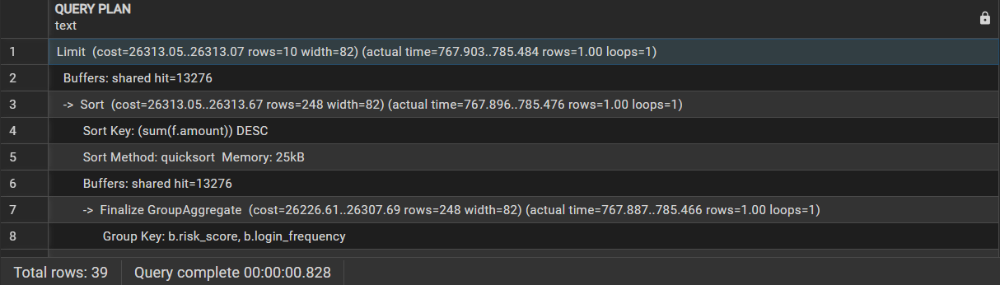 QUERY PLAN
text
1 Limit (cost=26313.05..26313.07 rows=10 width=82) (actual time=767.903..785.484 rows=1.00 loops=1)
2 Buffers: shared hit=13276
3 -> Sort (cost=26313.05..26313.67 rows=248 width=82) (actual time=767.896..785.476 rows=1.00 loops=1)
4 Sort Key: (sum(f.amount)) DESC
5 Sort Method: quicksort Memory: 25kB
6 Buffers: shared hit=13276
7 -> Finalize GroupAggregate (cost=26226.61..26307.69 rows=248 width=82) (actual time=767.887..785.466 rows=1.00 loops=1)
8 Group Key: b.risk_score, b.login_frequency
Total rows: 39 Query complete 00:00:00.828